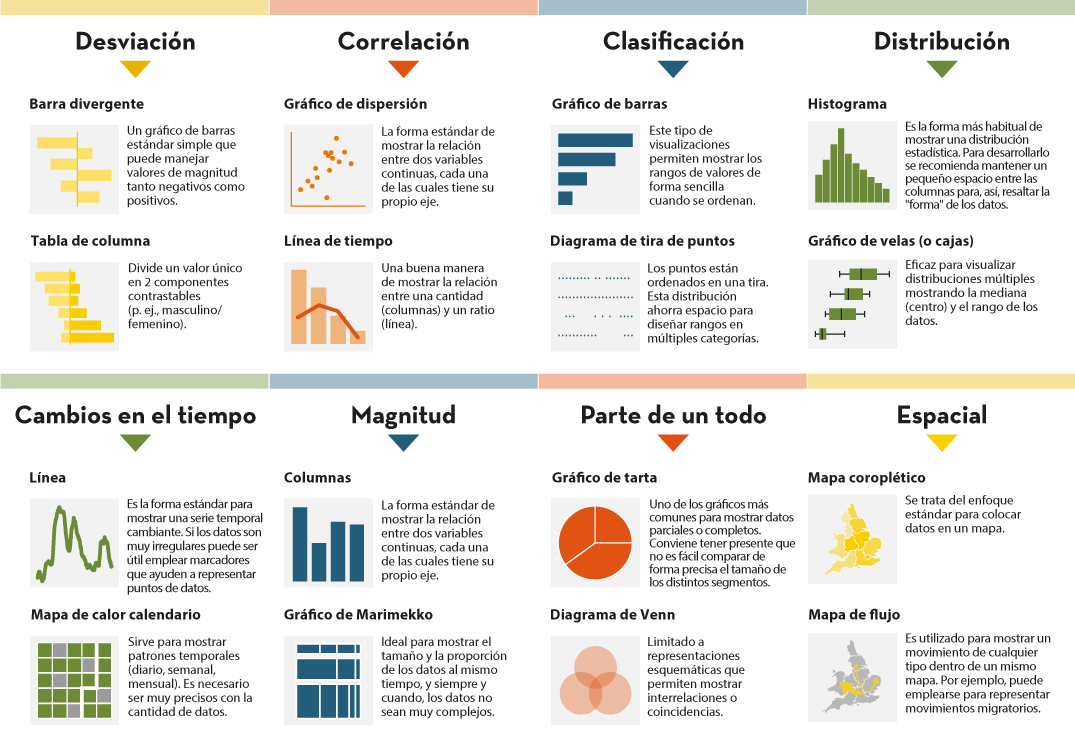 Desviación
Barra divergente
Un gráfico de barras
estándar simple que
puede manejar
valores de magnitud
tanto negativos como
positivos.
Tabla de columna
Divide un valor único
en 2 componentes
contrastables
(p. ej., masculino/
femenino).
Correlación
Gráfico de dispersión
La forma estándar de
mostrar la relación
entre dos variables
continuas, cada una
de las cuales tiene su
propio eje.
Línea de tiempo
Una buena manera
de mostrar la relación
entre una cantidad
(columnas) y un ratio
(línea).
Clasificación
Gráfico de barras
Este tipo de
visualizaciones
permiten mostrar los
rangos de valores de
forma sencilla
cuando se ordenan.
Diagrama de tira de puntos
Los puntos están
ordenados en una tira.
Esta distribución
ahorra espacio para
diseñar rangos en
múltiples categorías.
Distribución
Histograma
Es la forma más habitual de
mostrar una distribución
estadística. Para desarrollarlo
se recomienda mantener un
pequeño espacio entre las
columnas para, así, resaltar la
"forma" de los datos.
Gráfico de velas (o cajas)
Eficaz para visualizar
distribuciones múltiples
mostrando la mediana
(centro) y el rango de los
datos.
Cambios en el tiempo
Línea
Es la forma estándar para
mostrar una serie temporal
cambiante. Si los datos son
muy irregulares puede ser
útil emplear marcadores
que ayuden a representar
puntos de datos.
Mapa de calor calendario
Sirve para mostrar
patrones temporales
(diario, semanal,
mensual). Es necesario
ser muy precisos con la
cantidad de datos.
Magnitud
Columnas
La forma estándar de
mostrar la relación
entre dos variables
continuas, cada una
de las cuales tiene su
propio eje.
Gráfico de Marimekko
Ideal para mostrar el
tamaño y la proporción
de los datos al mismo
tiempo, y siempre y
cuando, los datos no
sean muy complejos.
Parte de un todo
Gráfico de tarta
Uno de los gráficos más
comunes para mostrar datos
parciales o completos.
Conviene tener presente que
no es fácil comparar de
forma precisa el tamaño de
los distintos segmentos.
Diagrama de Venn
Limitado a
representaciones
esquemáticas que
permiten mostrar
interrelaciones o
coincidencias.
Espacial
Mapa coroplético
Se trata del enfoque
estándar para colocar
datos en un mapa.
Mapa de flujo
Es utilizado para mostrar un
movimiento de cualquier
tipo dentro de un mismo
mapa. Por ejemplo, puede
emplearse para representar
movimientos migratorios.